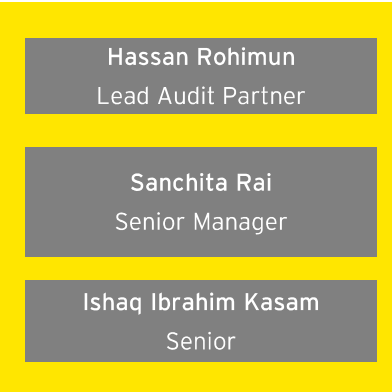 Hassan Rohimun
Lead Audit Partner
Sanchita Rai
Senior Manager
Ishaq Ibrahim Kasam
Senior